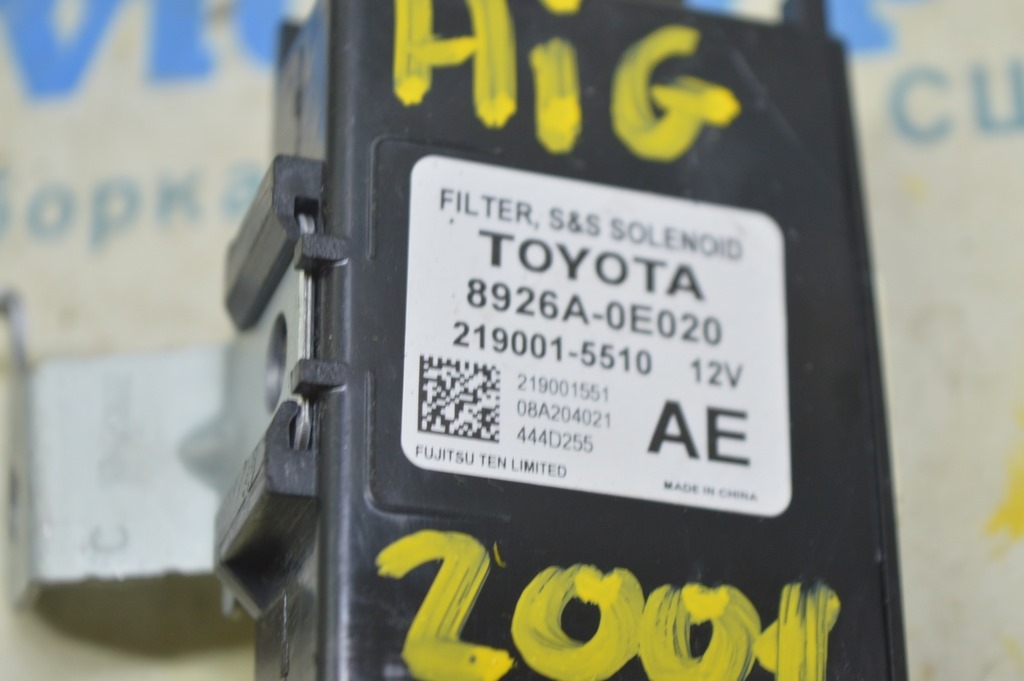 AiG
FILTER, S&S SOLENOID
TOYOTA
8926A-0E020
219001-5510 12V
219001551
08A204021
444D255
AE
FUJITSU TEN LIMITED
MADE IN CHINA
2001